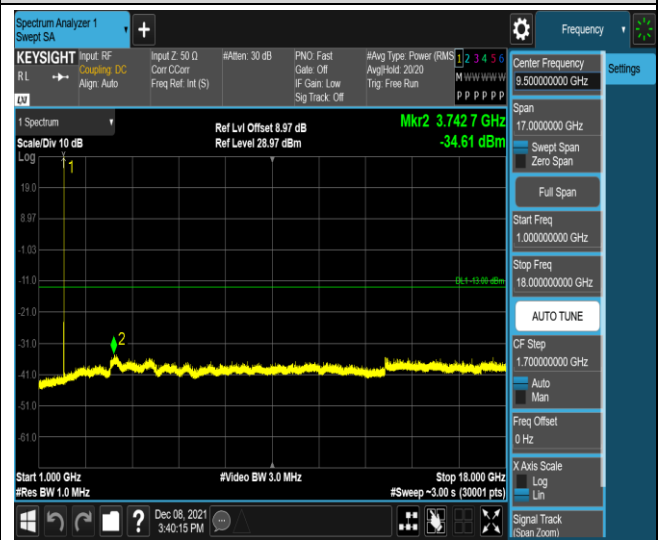 Spectrum Analyzer 1
Swept SA
+
Frequency
KEYSIGHT
RL
Input: RF
Coupling: DC
Align: Auto
Input Z: 50 Ω
Corr CCorr
Freq Ref: Int (S)
#Atten: 30 dB
PNO: Fast
Gate: Off
IF Gain: Low
Sig Track: Off
#Avg Type: Power (RMS
Avg|Hold: 20/20
Trig: Free Run
1 2 3 4 5 6
M W W W W W
P P P P P P
LNI
1 Spectrum
Scale/Div 10 dB
Log
Ref Lvl Offset 8.97 dB
Ref Level 28.97 dBm
Mkr2 3.742 7 GHz
-34.61 dBm
1
19.0
8.97
-1.03
-11.0
DL1 -13.00 dBm
-21.0
-31.0
2
-41.0
-51.0
-61.0
Start 1.000 GHz
#Res BW 1.0 MHz
#Video BW 3.0 MHz
Stop 18.000 GHz
#Sweep ~3.00 s (30001 pts)
Center Frequency
9.500000000 GHz
Settings
Span
17.0000000 GHz
Swept Span
Zero Span
Full Span
Start Freq
1.000000000 GHz
Stop Freq
18.000000000 GHz
AUTO TUNE
CF Step
1.700000000 GHz
Auto
Man
Freq Offset
0 Hz
X Axis Scale
Log
Lin
Signal Track
(Span Zoom)
?
Dec 08, 2021
3:40:15 PM